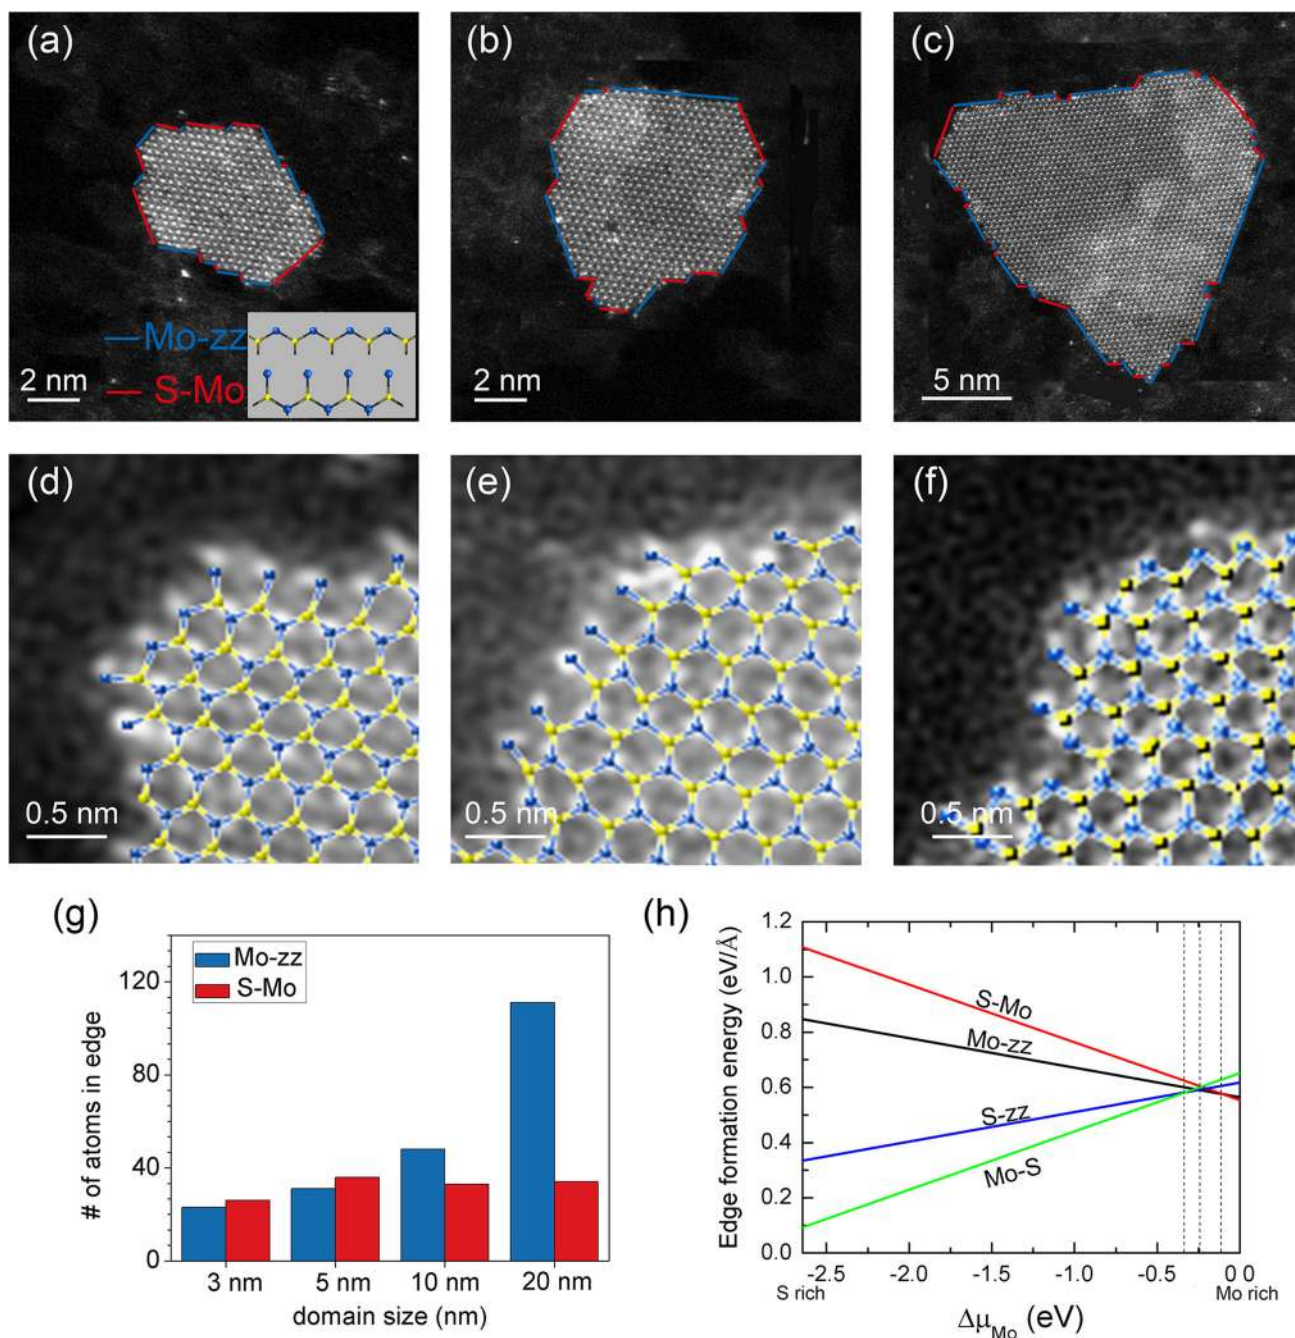 (a)
(b)
(c)
Mo-zz
S-Mo
2 nm
2 nm
5 nm
(d)
(e)
(f)
0.5 nm
0.5 nm
0.5 nm
(g)
(h)
Mo-zz
S-Mo
120
80
40
0
# of atoms in edge
3 nm
5 nm
10 nm
20 nm
domain size (nm)
1.2
1.0
0.8
0.6
0.4
0.2
0.0
Edge formation energy (eV/Å)
S-Mo
Mo-zz
S-zz
Mo-S
-2.5
-2.0
-1.5
-1.0
-0.5
0.0
S rich
Mo rich
Δμ_Mo (eV)